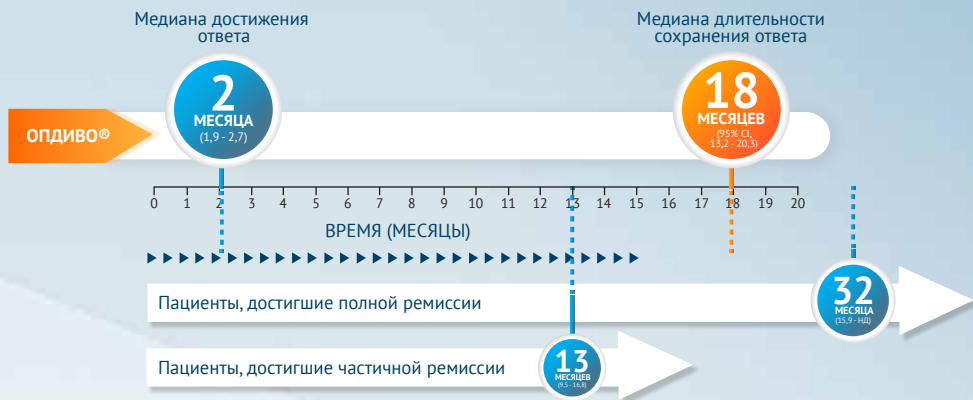 Медиана достижения
ответа
Медиана длительности
сохранения ответа
2
МЕСЯЦА
(1,9 - 2,7)
18
МЕСЯЦЕВ
(95% CI,
13,2 - 20,3)
ОПДИВО®
0 1 2 3 4 5 6 7 8 9 10 11 12 13 14 15 16 17 18 19 20
ВРЕМЯ (МЕСЯЦЫ)
Пациенты, достигшие полной ремиссии
32
МЕСЯЦА
(15,9 - НД)
Пациенты, достигшие частичной ремиссии
13
МЕСЯЦЕВ
(9,5 - 16,8)